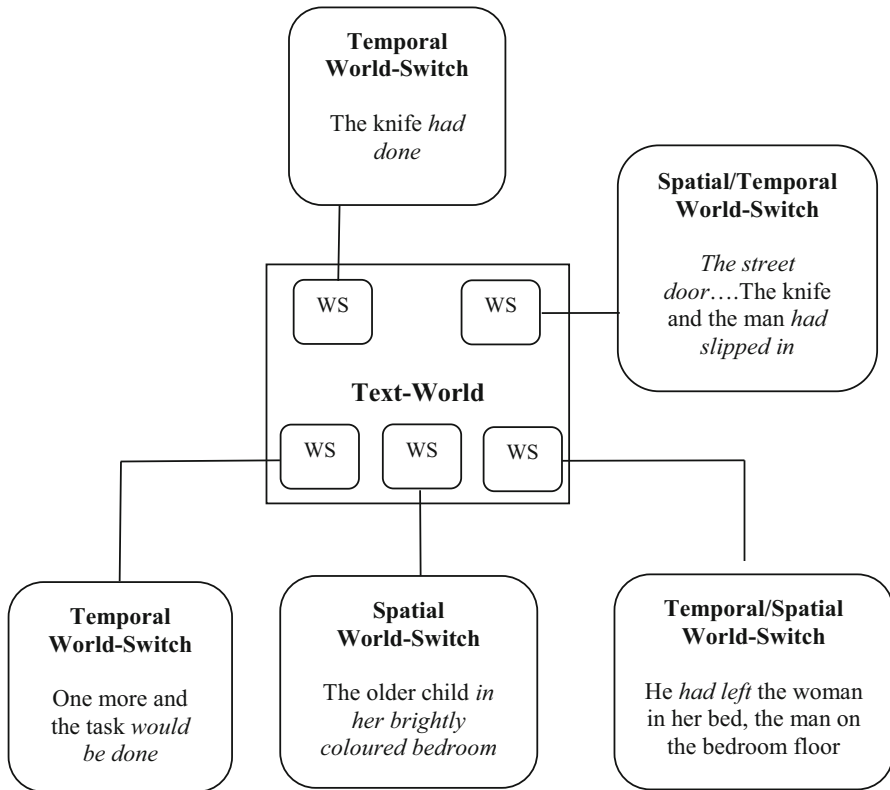 Temporal
World-Switch
The knife had
done
Spatial/Temporal
World-Switch
The street
door….The knife
and the man had
slipped in
WS
WS
Text-World
WS
WS
WS
Temporal
World-Switch
One more and
the task would
be done
Spatial
World-Switch
The older child in
her brightly
coloured bedroom
Temporal/Spatial
World-Switch
He had left the woman
in her bed, the man on
the bedroom floor